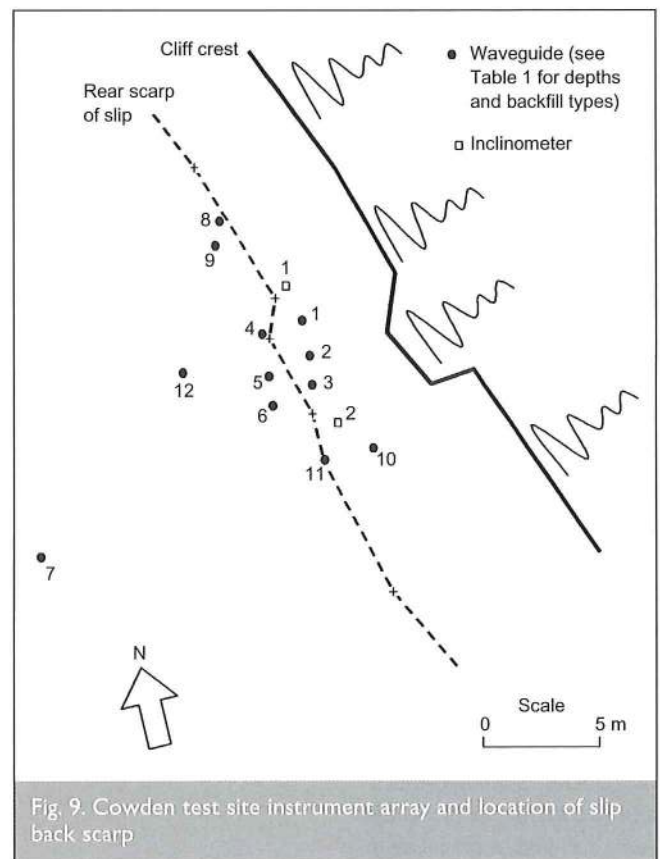 Cliff crest
Rear scarp
of slip
Waveguide (see
Table 1 for depths
and backfill types)
Inclinometer
8
9
1
1
4
2
12
5
3
6
2
10
11
7
N
Scale
0 5 m
Fig. 9. Cowden test site instrument array and location of slip
back scarp